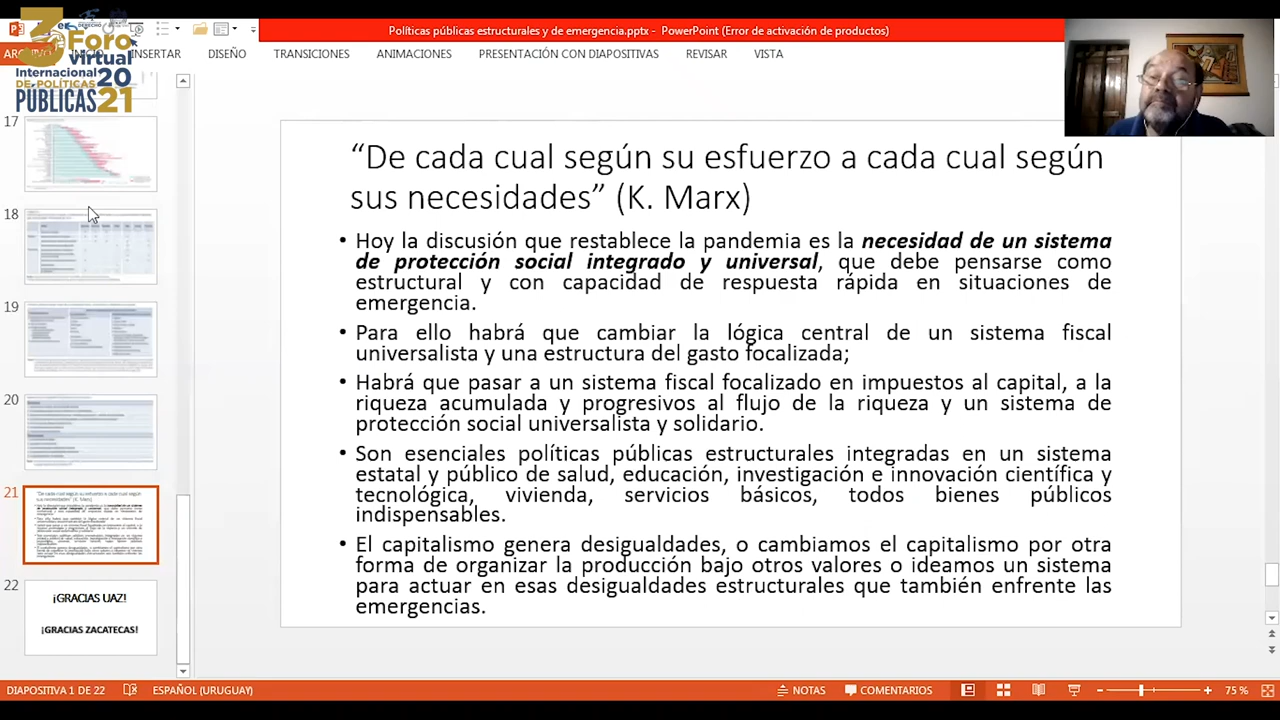 Políticas públicas estructurales y de emergencia.pptx - PowerPoint (Error de activación de productos)
INSERTAR DISEÑO TRANSICIONES ANIMACIONES PRESENTACIÓN CON DIAPOSITIVAS REVISAR VISTA
3
Foro
virtual
Internacional 20
DE POLÍTICAS
PÚBLICAS 21
17
18
19
20
21
22
¡GRACIAS UAZ!
¡GRACIAS ZACATECAS!
“De cada cual según su esfuerzo a cada cual según
sus necesidades” (K. Marx)
• Hoy la discusión que restablece la pandemia es la necesidad de un sistema
de protección social integrado y universal, que debe pensarse como
estructural y con capacidad de respuesta rápida en situaciones de
emergencia.
• Para ello habrá que cambiar la lógica central de un sistema fiscal
universalista y una estructura del gasto focalizada;
• Habrá que pasar a un sistema fiscal focalizado en impuestos al capital, a la
riqueza acumulada y progresivos al flujo de la riqueza y un sistema de
protección social universalista y solidario.
• Son esenciales políticas públicas estructurales integradas en un sistema
estatal y público de salud, educación, investigación e innovación científica y
tecnológica, vivienda, servicios básicos, todos bienes públicos
indispensables.
• El capitalismo genera desigualdades, o cambiamos el capitalismo por otra
forma de organizar la producción bajo otros valores o ideamos un sistema
para actuar en esas desigualdades estructurales que también enfrente las
emergencias.
DIAPOSITIVA 1 DE 22 ESPAÑOL (URUGUAY) NOTAS COMENTARIOS 75 %